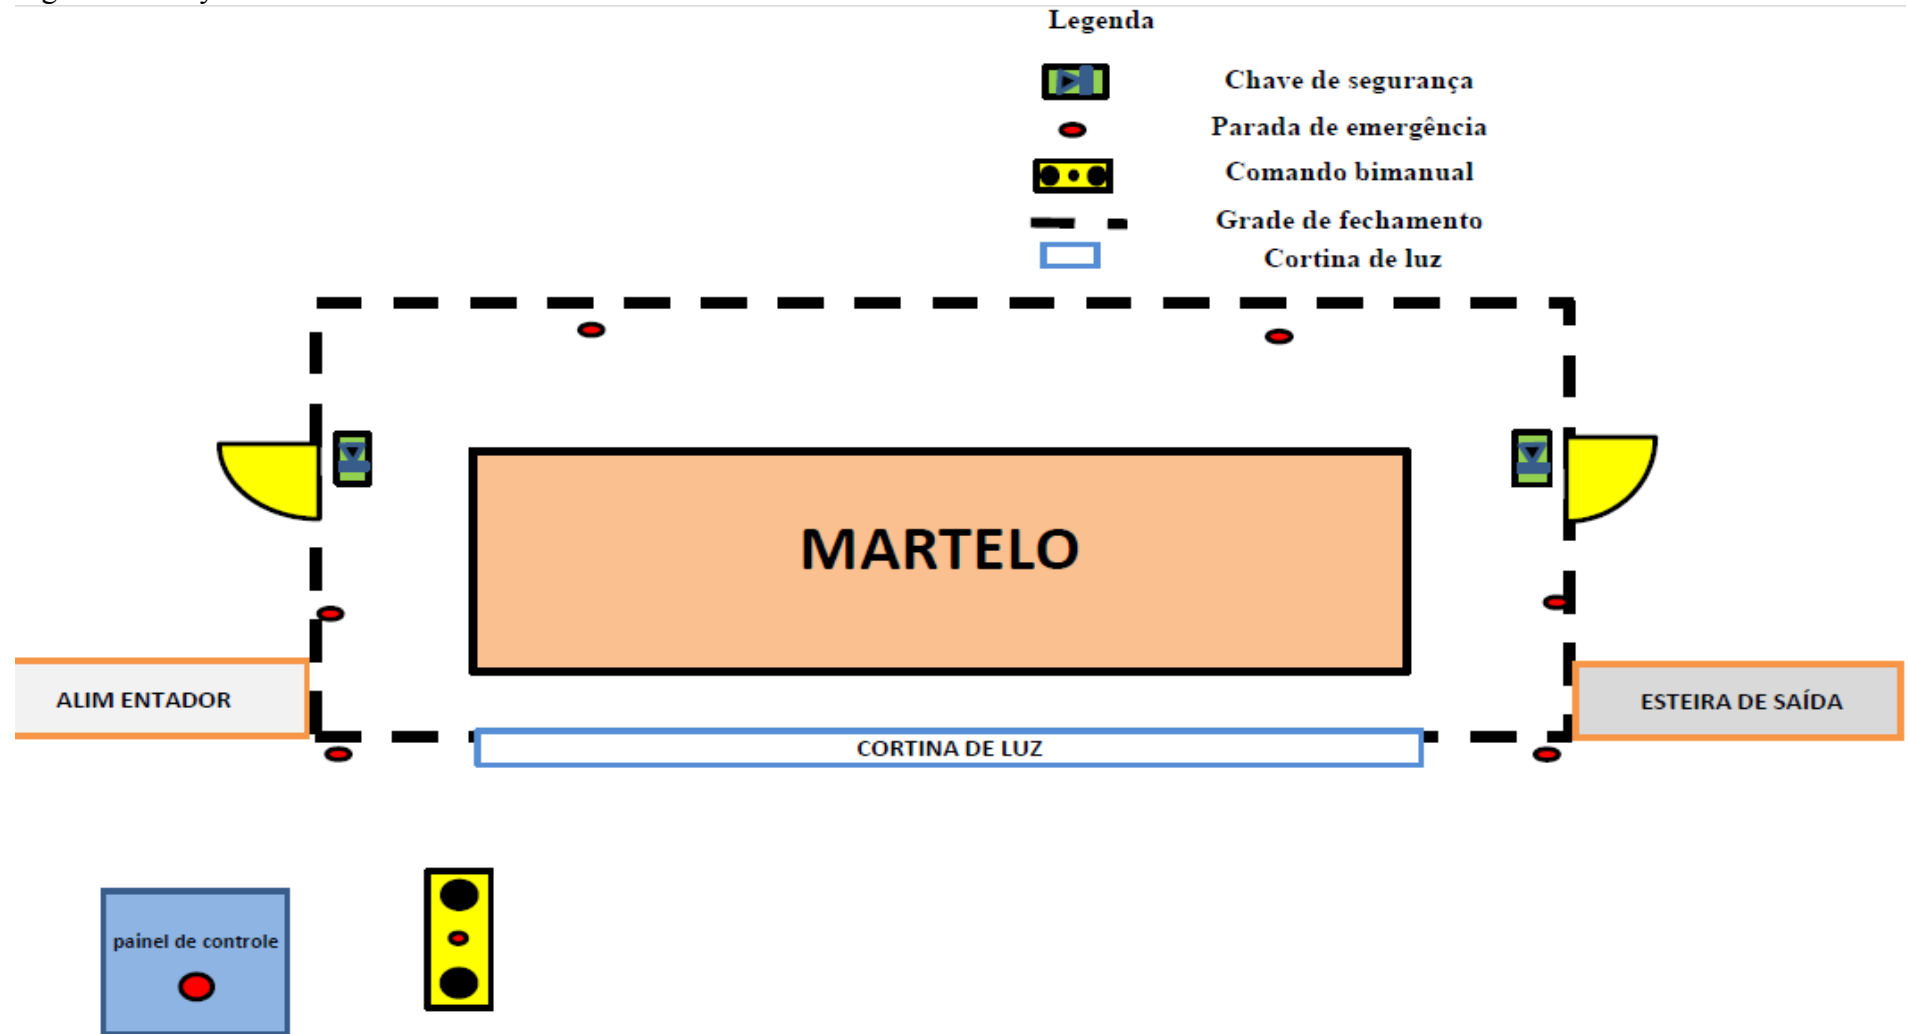 Legenda
Chave de segurança
Parada de emergência
Comando bimanual
Grade de fechamento
Cortina de luz
MARTELO
ALIM ENTADOR
ESTEIRA DE SAÍDA
CORTINA DE LUZ
painel de controle